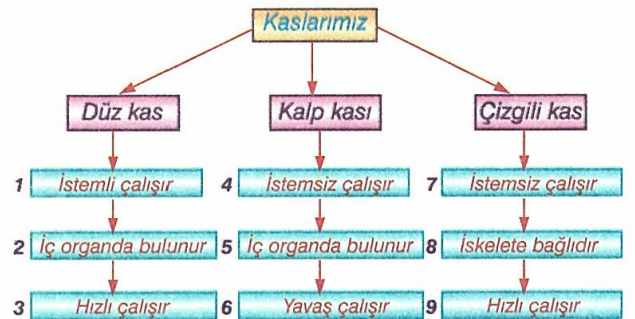 Kaslarımız
Düz kas Kalp kası Çizgili kas
1 İstemli çalışır 4 İstemsiz çalışır 7 İstemsiz çalışır
2 İç organda bulunur 5 İç organda bulunur 8 İskelete bağlıdır
3 Hızlı çalışır 6 Yavaş çalışır 9 Hızlı çalışır